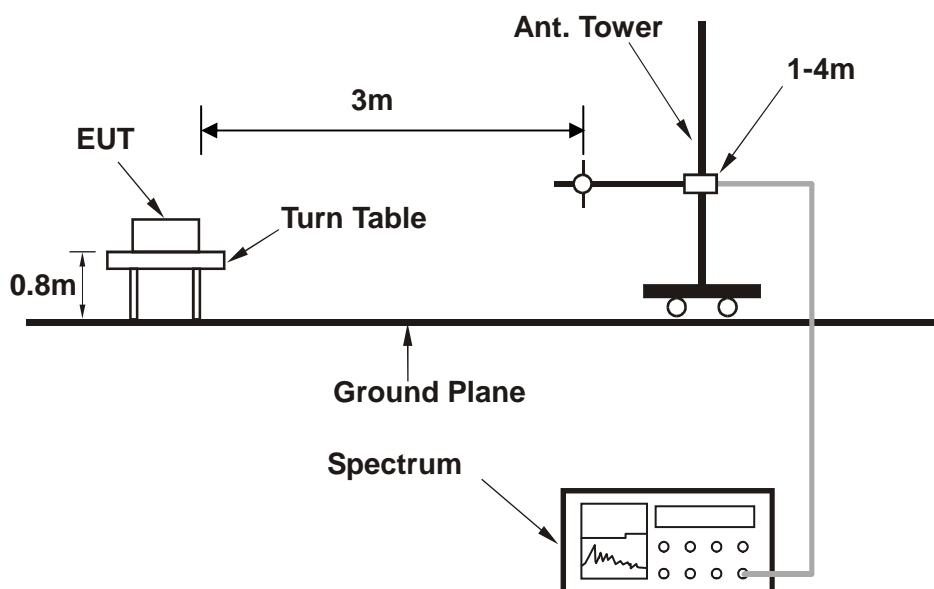 Ant. Tower
1-4m
3m
EUT
Turn Table
0.8m
Ground Plane
Spectrum